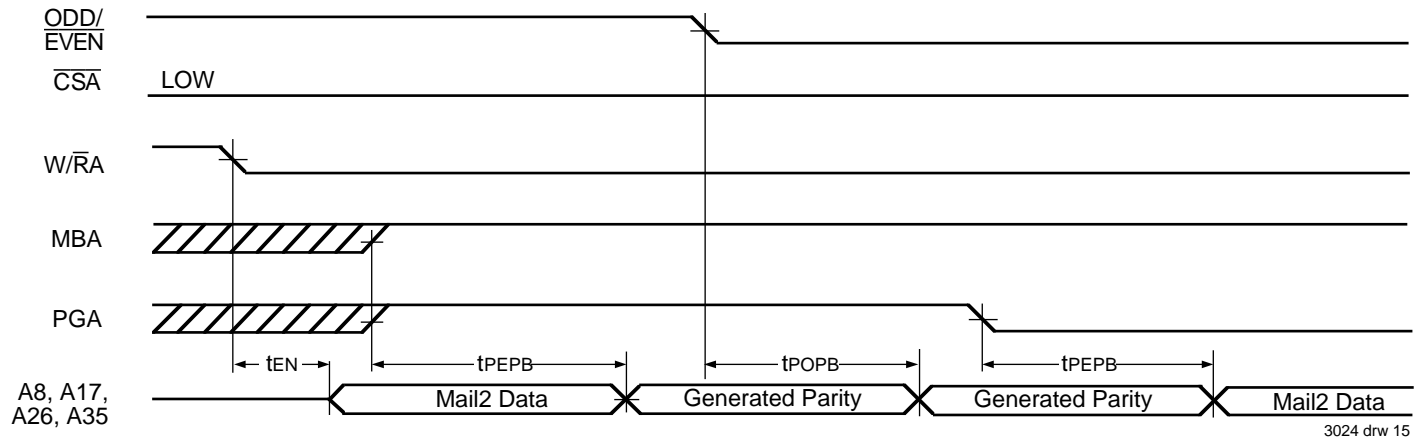 ODD/
EVEN
CSA
LOW
W/RA
MBA
PGA
tEN
tPEPB
tPOPB
tPEPB
A8, A17,
A26, A35
Mail2 Data
Generated Parity
Generated Parity
Mail2 Data
3024 drw 15